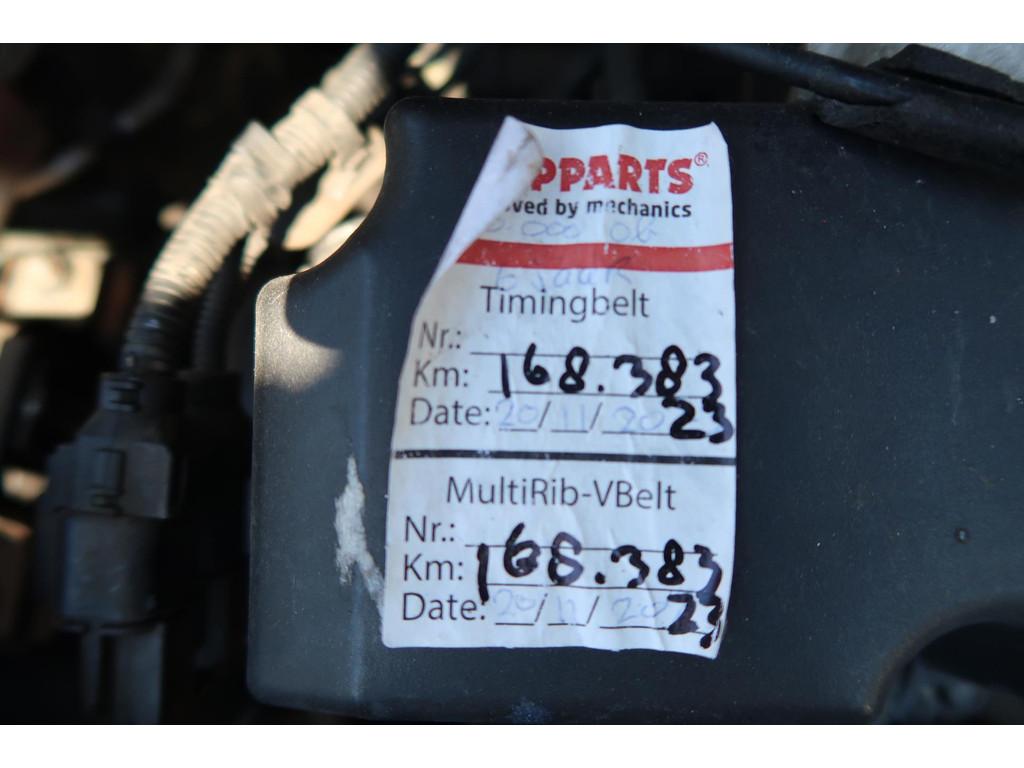 PPARTS®
ved by mechanics
Timingbelt
Nr.:
Km: 168.383
Date: 20/11/2023
MultiRib-VBelt
Nr.:
Km: 168.383
Date: 20/11/2023